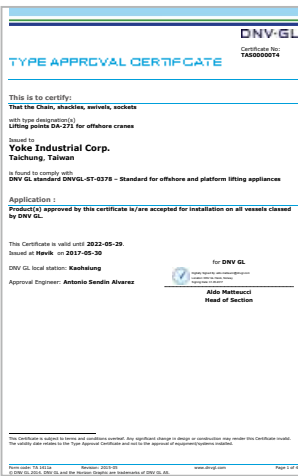 DNV·GL
Certificate No:
TAS00000T4
TYPE APPROVAL CERTIFICATE
This is to certify:
That the Chain, shackles, swivels, sockets
with type designation(s)
Lifting points DA-271 for offshore cranes
Issued to
Yoke Industrial Corp.
Taichung, Taiwan
is found to comply with
DNV GL standard DNVGL-ST-0378 – Standard for offshore and platform lifting appliances
Application :
Product(s) approved by this certificate is/are accepted for installation on all vessels classed
by DNV GL.
This Certificate is valid until 2022-05-29.
Issued at Høvik on 2017-05-30
for DNV GL
DNV GL local station: Kaohsiung
Approval Engineer: Antonio Sendin Alvarez
Aldo Matteucci
Head of Section
This Certificate is subject to terms and conditions overleaf. Any significant change in design or construction may render this Certificate invalid.
The validity date relates to the Type Approval Certificate and not to the approval of equipment/systems installed.
Form code: TA 1411a Revision: 2015-05 www.dnvgl.com Page 1 of 4
© DNV GL 2014. DNV GL and the Horizon Graphic are trademarks of DNV GL AS.